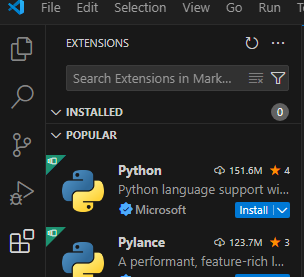 File Edit Selection View Go Run
EXTENSIONS
Search Extensions in Mark...
INSTALLED
0
POPULAR
Python 151.6M 4
Python language support wi
Microsoft Install
Pylance 123.7M 3
A performant, feature-rich l